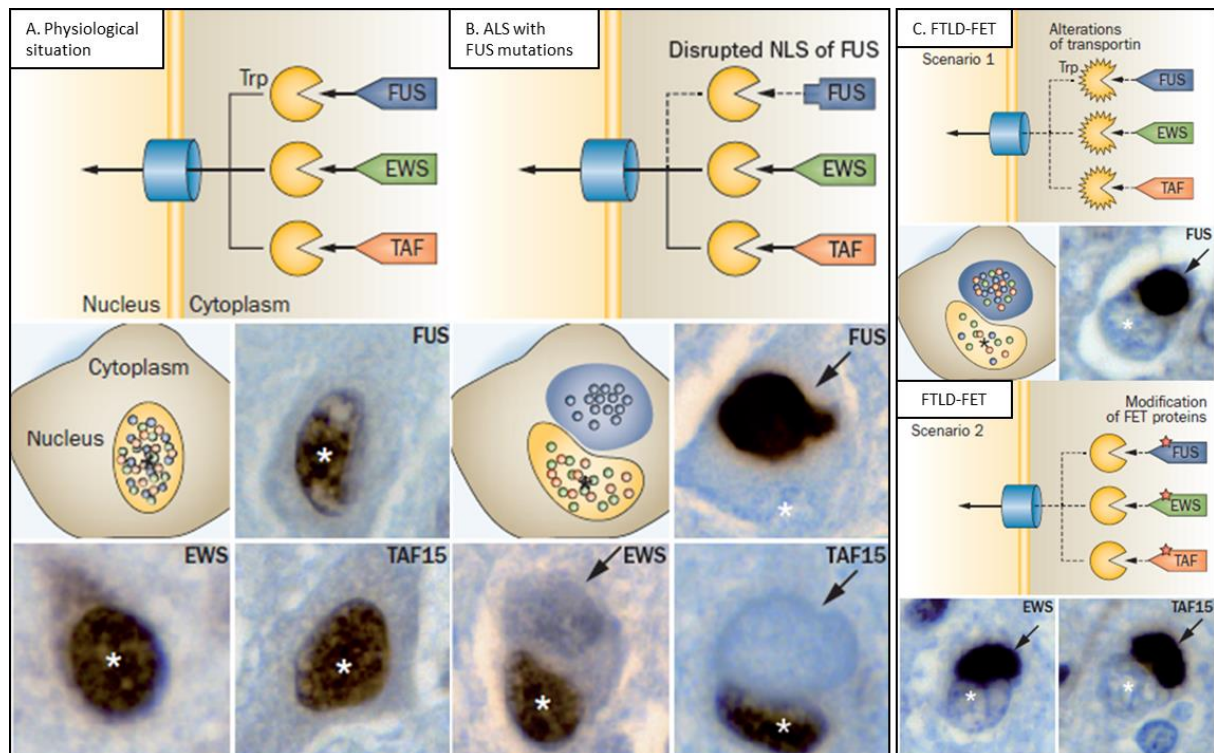 A. Physiological
situation
Trp
FUS
EWS
TAF
Nucleus
Cytoplasm
Cytoplasm
Nucleus
FUS
*
EWS
*
TAF15
*
B. ALS with
FUS mutations
Disrupted NLS of FUS
FUS
EWS
TAF
*
FUS
*
EWS
*
TAF15
*
C. FTLD-FET
Scenario 1
Alterations
of transportin
Trp
FUS
EWS
TAF
*
FUS
*
FTLD-FET
Scenario 2
Modification
of FET proteins
FUS
EWS
TAF
EWS
*
TAF15
*